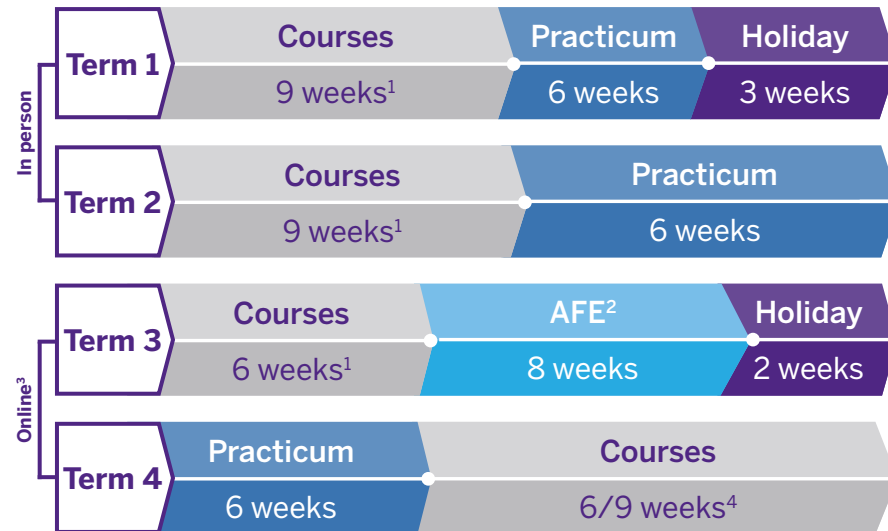 In person
Term 1
Courses
Practicum
Holiday
9 weeks¹
6 weeks
3 weeks
Term 2
Courses
Practicum
9 weeks¹
6 weeks
Online³
Term 3
Courses
AFE²
Holiday
6 weeks¹
8 weeks
2 weeks
Term 4
Practicum
Courses
6 weeks
6/9 weeks⁴